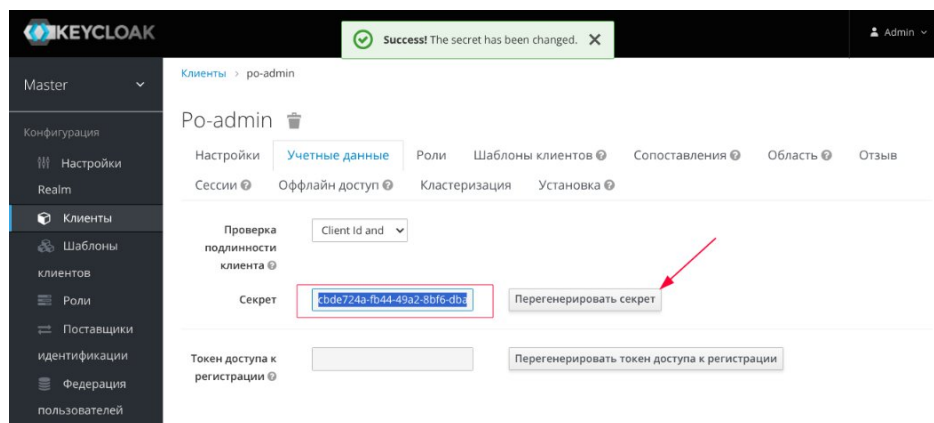 KEYCLOAK
Success! The secret has been changed.
Admin
Master
Клиенты > po-admin
Po-admin
Конфигурация
Настройки
Realm
Клиенты
Шаблоны
клиентов
Роли
Поставщики
идентификации
Федерация
пользователей
Настройки Учетные данные Роли Шаблоны клиентов Сопоставления Область Отзыв
Сессии Оффлайн доступ Кластеризация Установка
Проверка
подлинности
клиента
Client Id and
Секрет cbde724a-fb44-49a2-8bf6-dba Перегенерировать секрет
Токен доступа к
регистрации
Перегенерировать токен доступа к регистрации